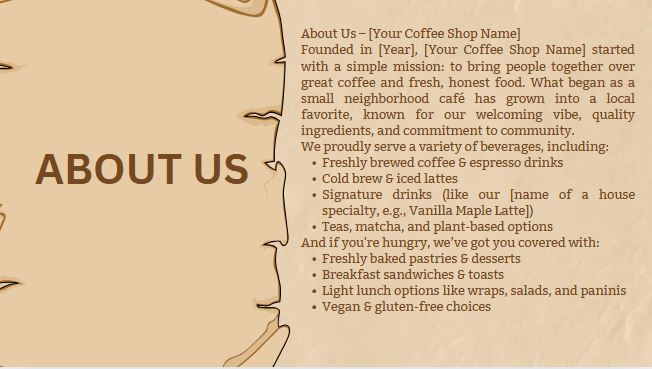 ABOUT US
About Us – [Your Coffee Shop Name]
Founded in [Year], [Your Coffee Shop Name] started
with a simple mission: to bring people together over
great coffee and fresh, honest food. What began as a
small neighborhood café has grown into a local
favorite, known for our welcoming vibe, quality
ingredients, and commitment to community.
We proudly serve a variety of beverages, including:
• Freshly brewed coffee & espresso drinks
• Cold brew & iced lattes
• Signature drinks (like our [name of a house
specialty, e.g., Vanilla Maple Latte])
• Teas, matcha, and plant-based options
And if you're hungry, we've got you covered with:
• Freshly baked pastries & desserts
• Breakfast sandwiches & toasts
• Light lunch options like wraps, salads, and paninis
• Vegan & gluten-free choices